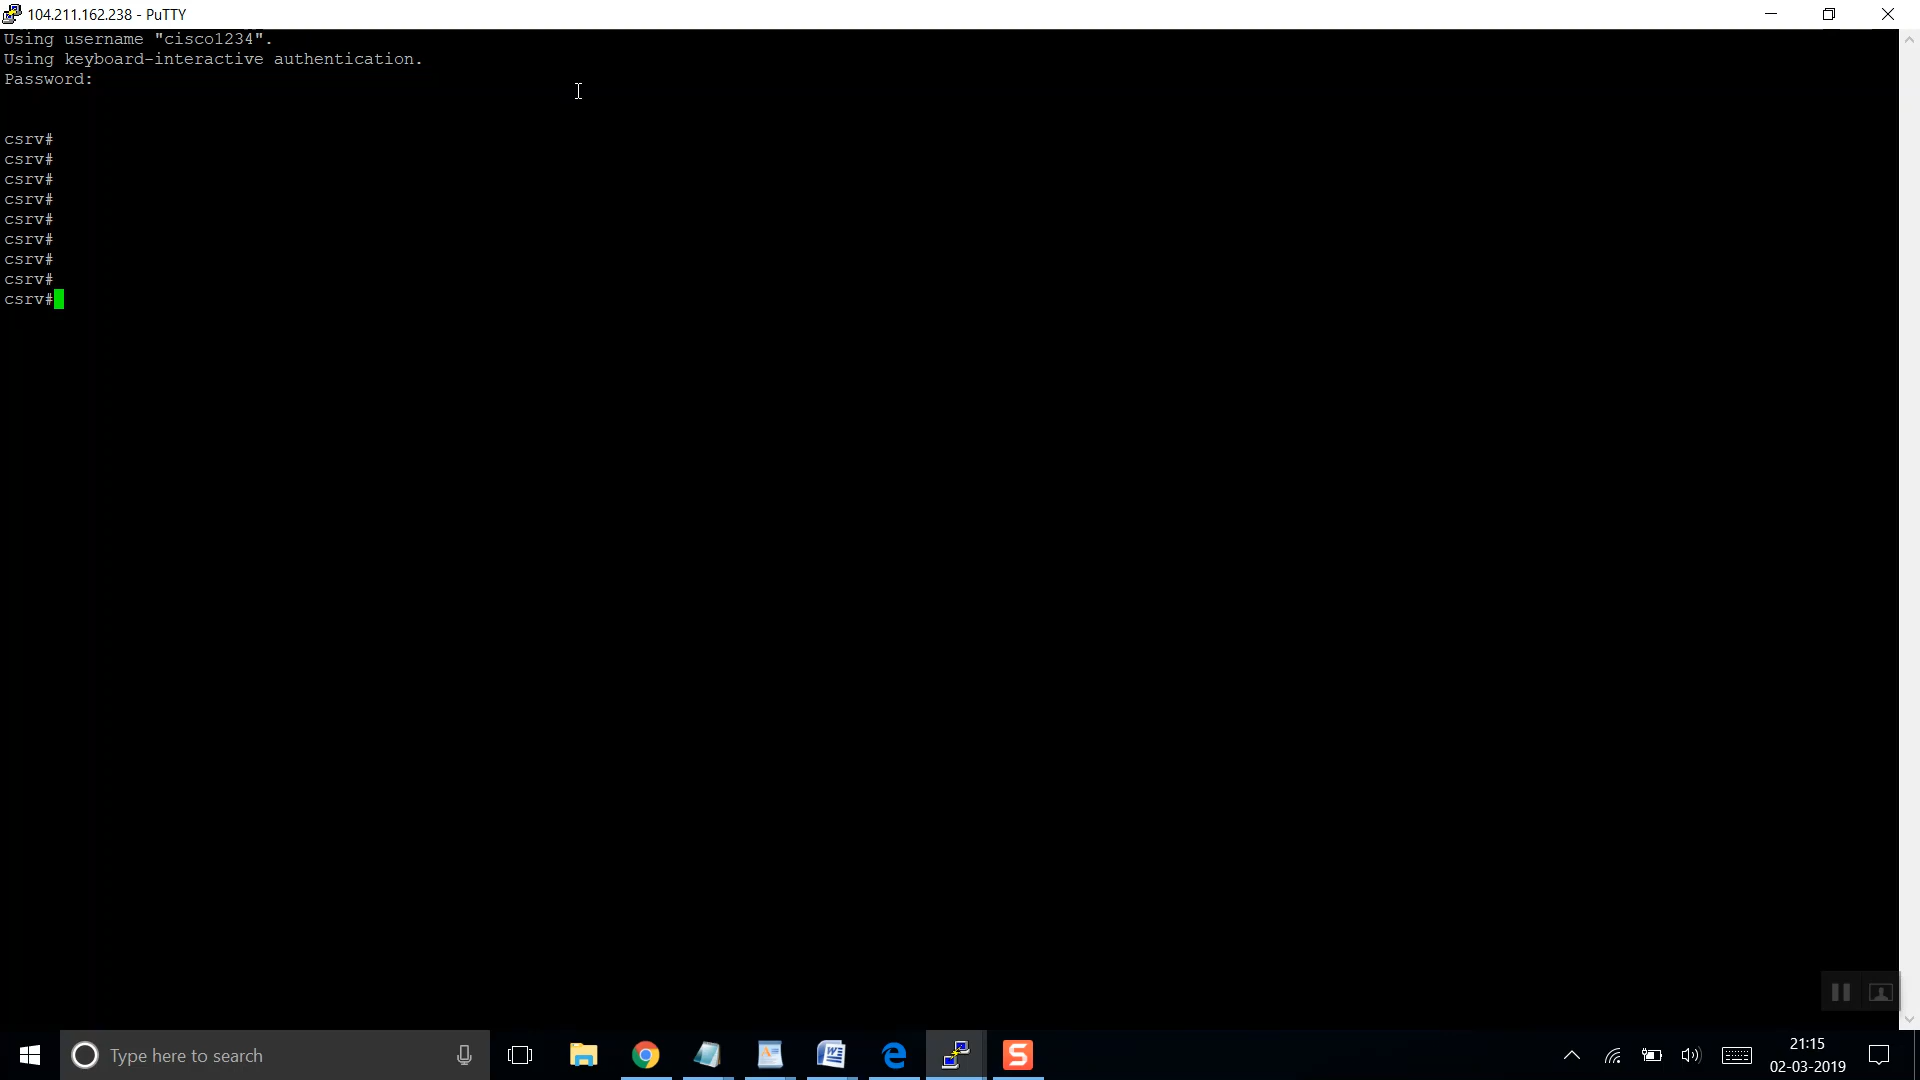 104.211.162.238 - PuTTY
Using username "cisco1234".
Using keyboard-interactive authentication.
Password:
csrv#
csrv#
csrv#
csrv#
csrv#
csrv#
csrv#
csrv#
csrv#
Type here to search
21:15
02-03-2019